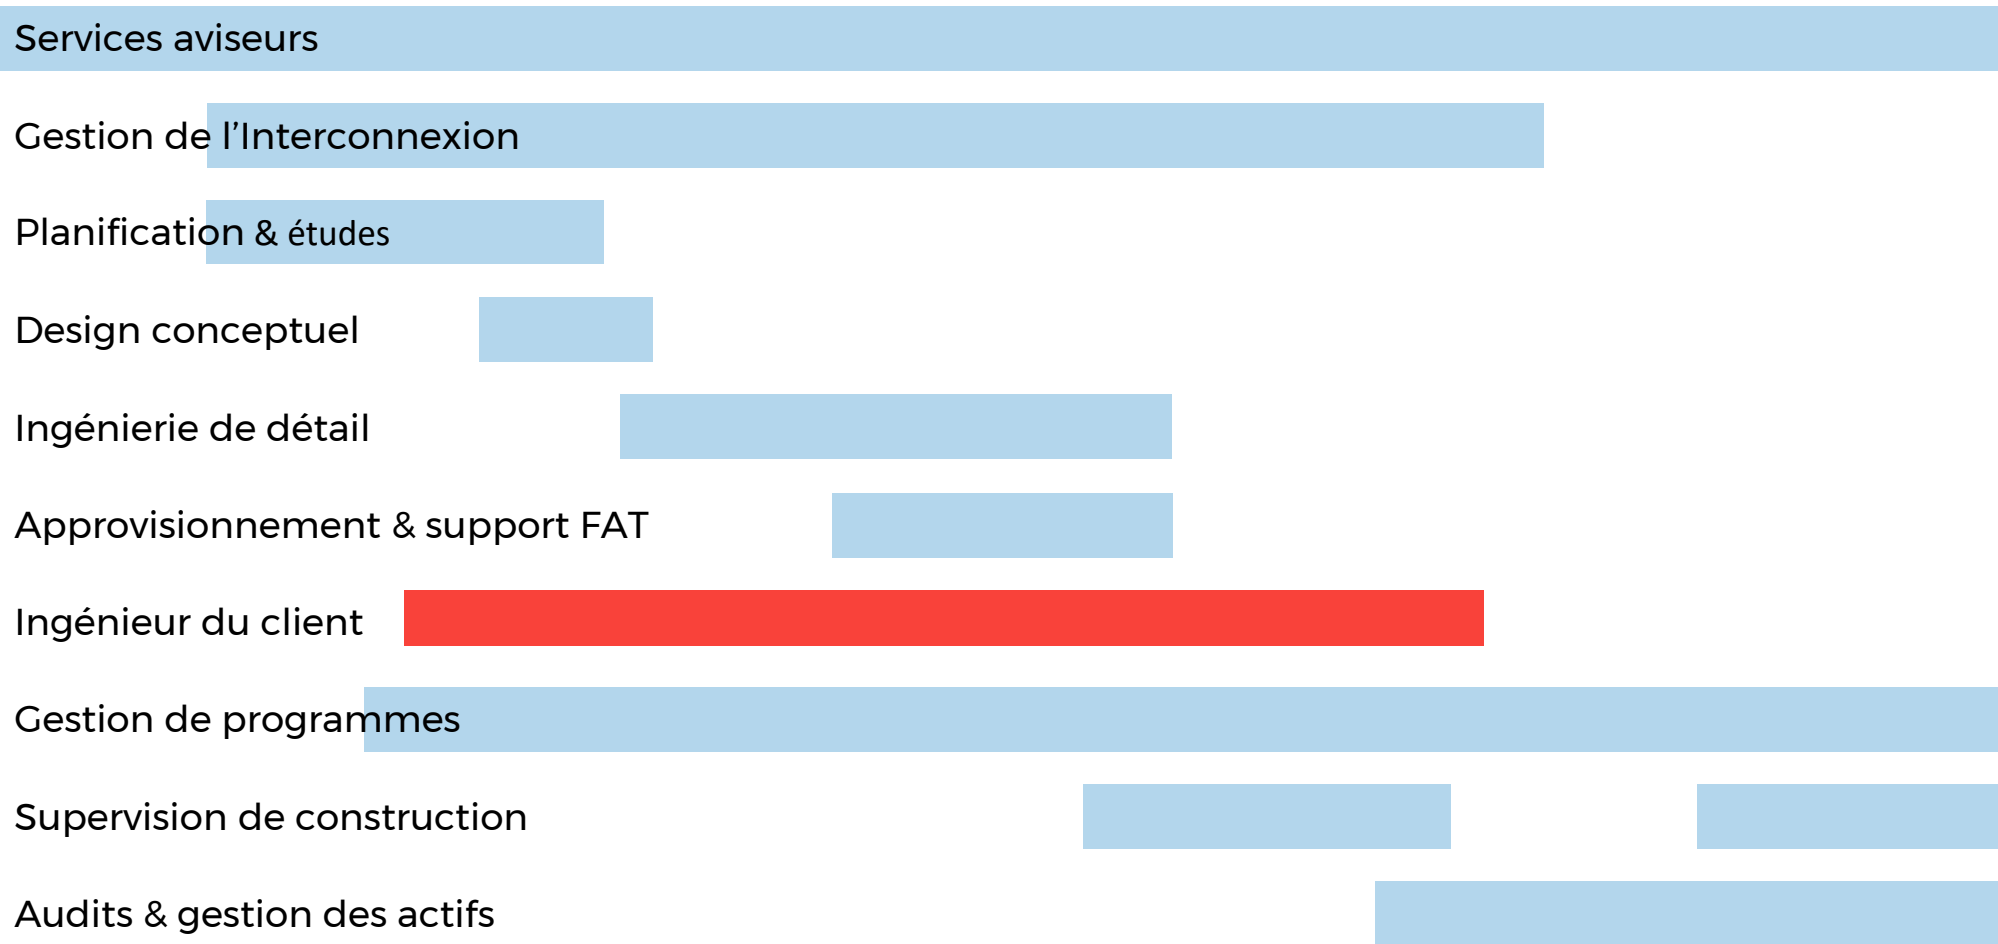 Services aviseurs
Gestion de l’Interconnexion
Planification & études
Design conceptuel
Ingénierie de détail
Approvisionnement & support FAT
Ingénieur du client
Gestion de programmes
Supervision de construction
Audits & gestion des actifs